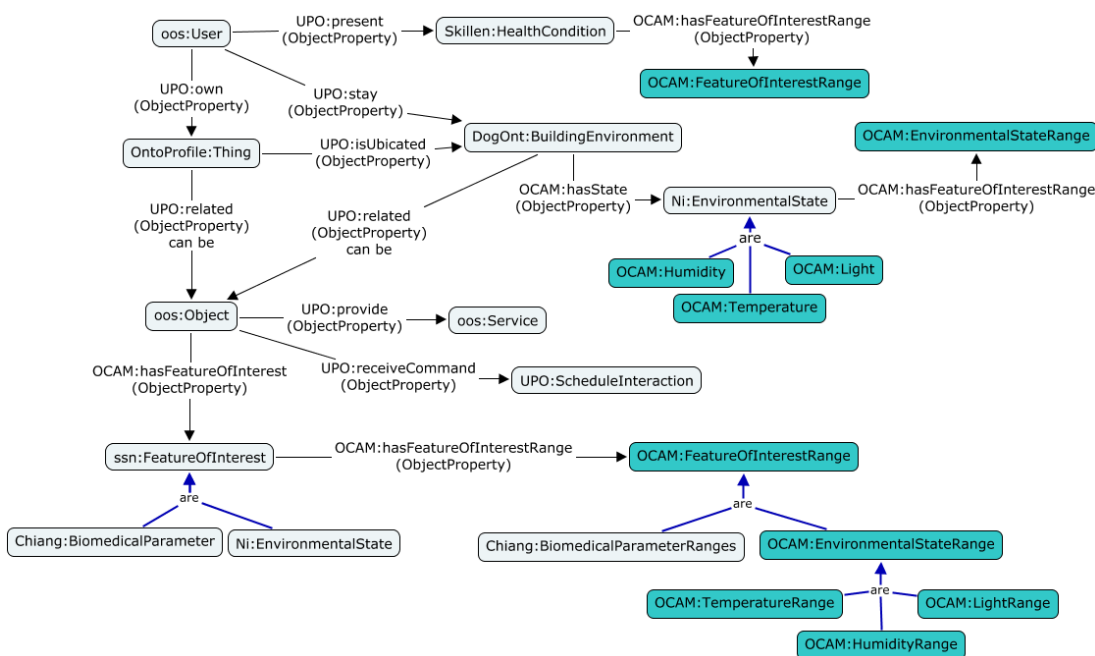 oos:User
UPO:present
(ObjectProperty)
Skillen:HealthCondition
OCAM:hasFeatureOfInterestRange
(ObjectProperty)
OCAM:FeatureOfInterestRange
UPO:own
(ObjectProperty)
UPO:stay
(ObjectProperty)
OntoProfile:Thing
UPO:isUbicated
(ObjectProperty)
DogOnt:BuildingEnvironment
OCAM:EnvironmentalStateRange
OCAM:hasState
(ObjectProperty)
Ni:EnvironmentalState
OCAM:hasFeatureOfInterestRange
(ObjectProperty)
UPO:related
(ObjectProperty)
can be
UPO:related
(ObjectProperty)
can be
are
OCAM:Humidity
OCAM:Light
OCAM:Temperature
oos:Object
UPO:provide
(ObjectProperty)
oos:Service
OCAM:hasFeatureOfInterest
(ObjectProperty)
UPO:receiveCommand
(ObjectProperty)
UPO:ScheduleInteraction
ssn:FeatureOfInterest
OCAM:hasFeatureOfInterestRange
(ObjectProperty)
OCAM:FeatureOfInterestRange
are
are
Chiang:BiomedicalParameter
Ni:EnvironmentalState
Chiang:BiomedicalParameterRanges
OCAM:EnvironmentalStateRange
are
OCAM:TemperatureRange
OCAM:LightRange
OCAM:HumidityRange